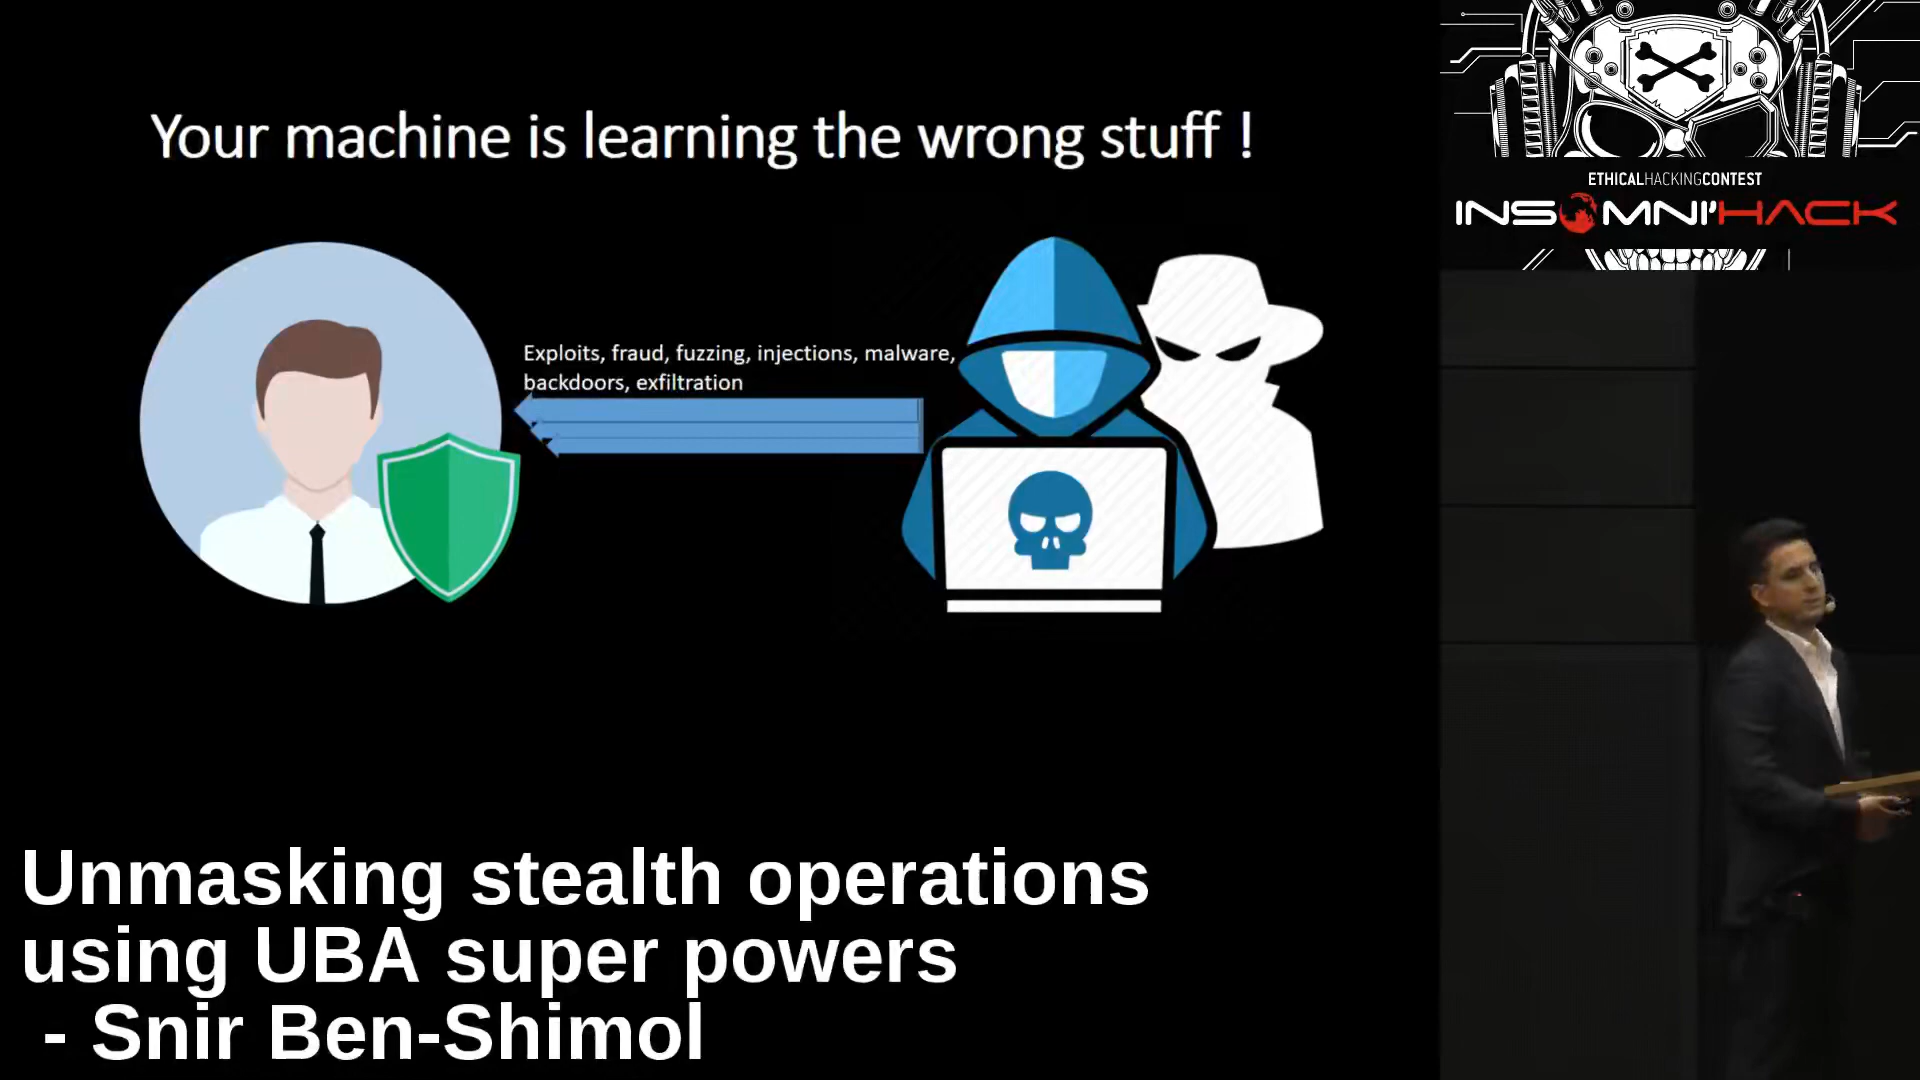 Your machine is learning the wrong stuff !
Exploits, fraud, fuzzing, injections, malware,
backdoors, exfiltration
ETHICALHACKINGCONTEST
INSOMNI'HACK
Unmasking stealth operations
using UBA super powers
- Snir Ben-Shimol